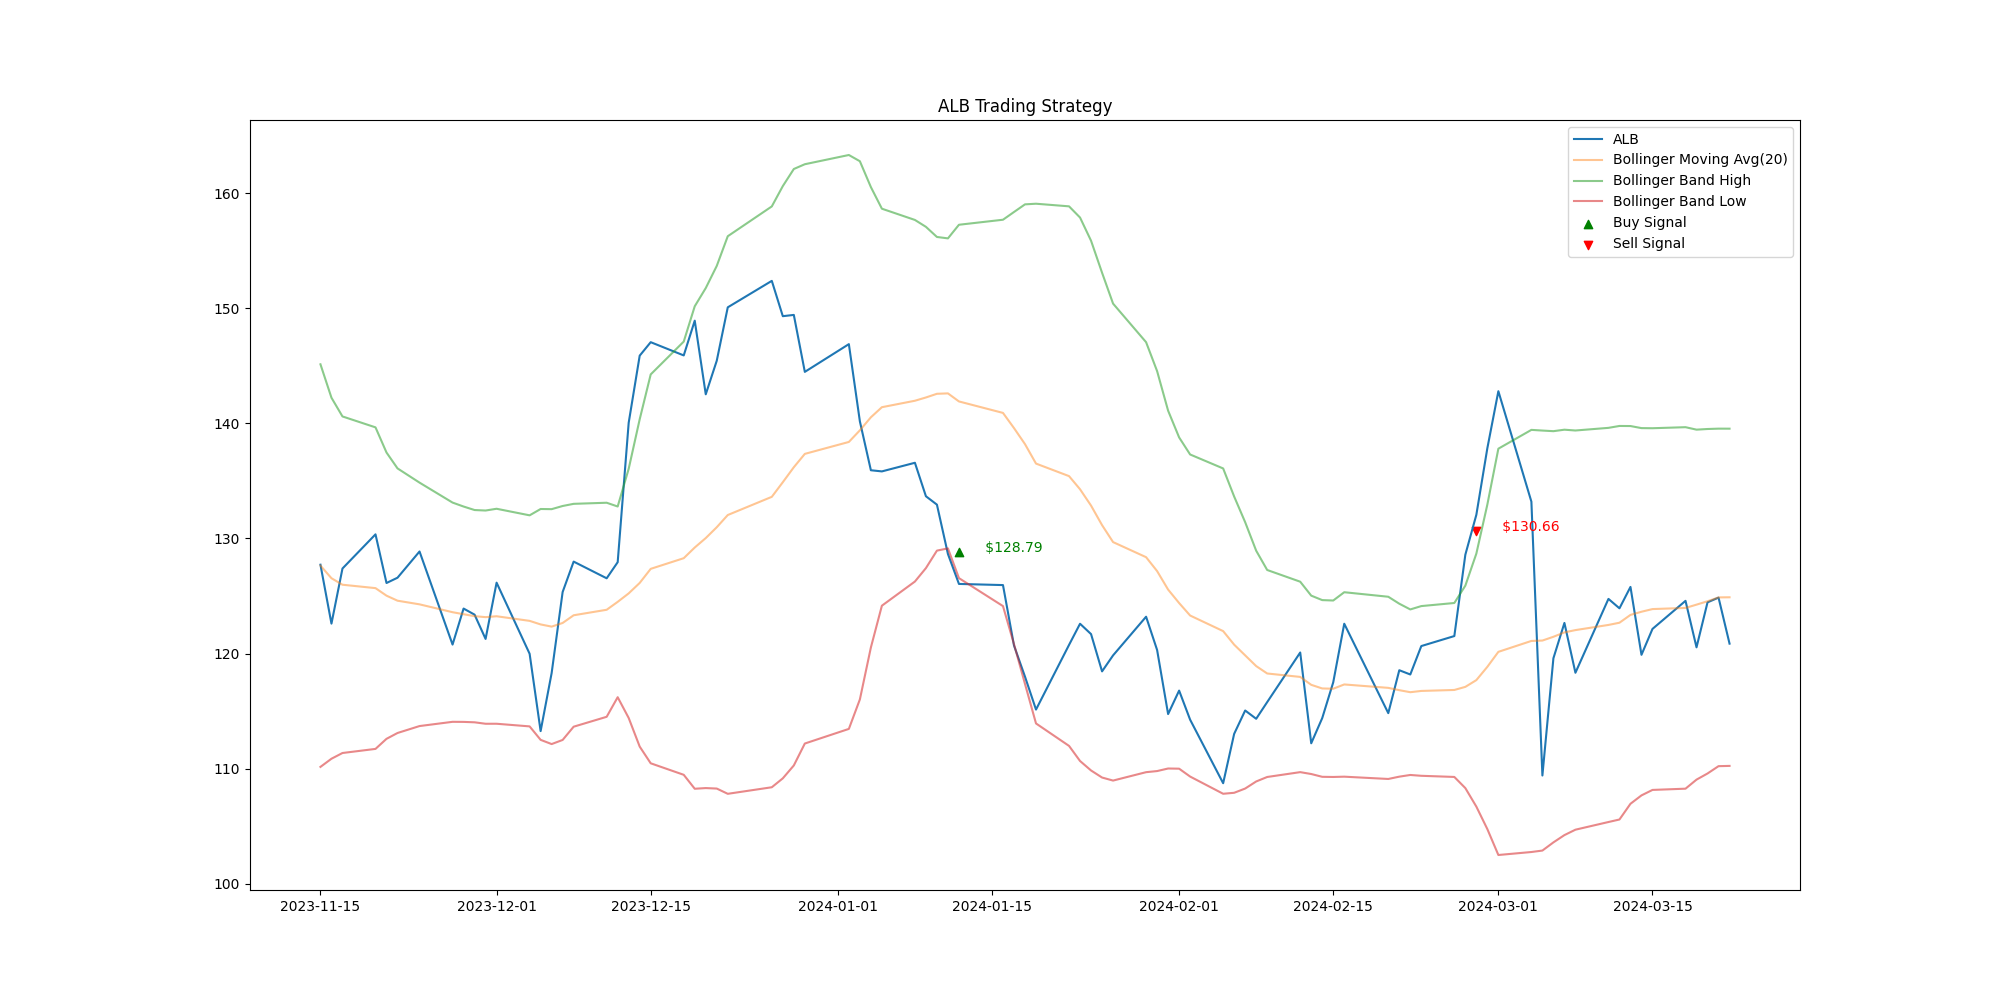 ALB Trading Strategy
ALB
Bollinger Moving Avg(20)
Bollinger Band High
Bollinger Band Low
Buy Signal
Sell Signal
160
150
140
130
120
110
100
$128.79
$130.66
2023-11-15
2023-12-01
2023-12-15
2024-01-01
2024-01-15
2024-02-01
2024-02-15
2024-03-01
2024-03-15